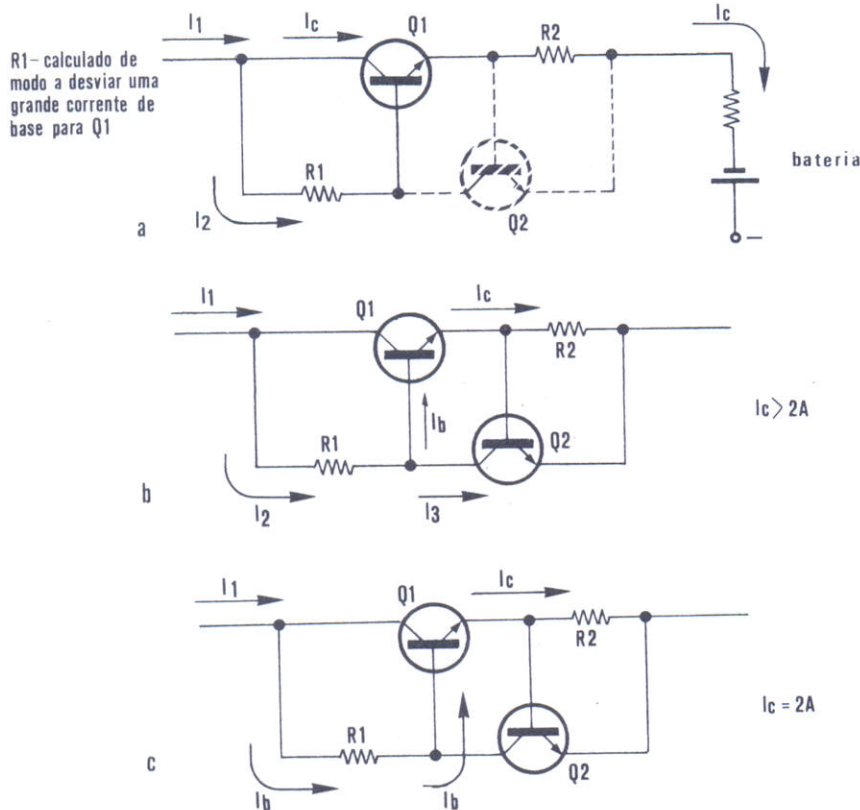 I1
Ic
Q1
R2
Ic
R1 – calculado de
modo a desviar uma
grande corrente de
base para Q1
bateria
R1
I2
Q2
–
a
I1
Q1
Ic
R2
Ic > 2A
Ib
R1
Q2
b
I2
I3
I1
Q1
Ic
R2
Ic = 2A
R1
Q2
c
Ib
Ib